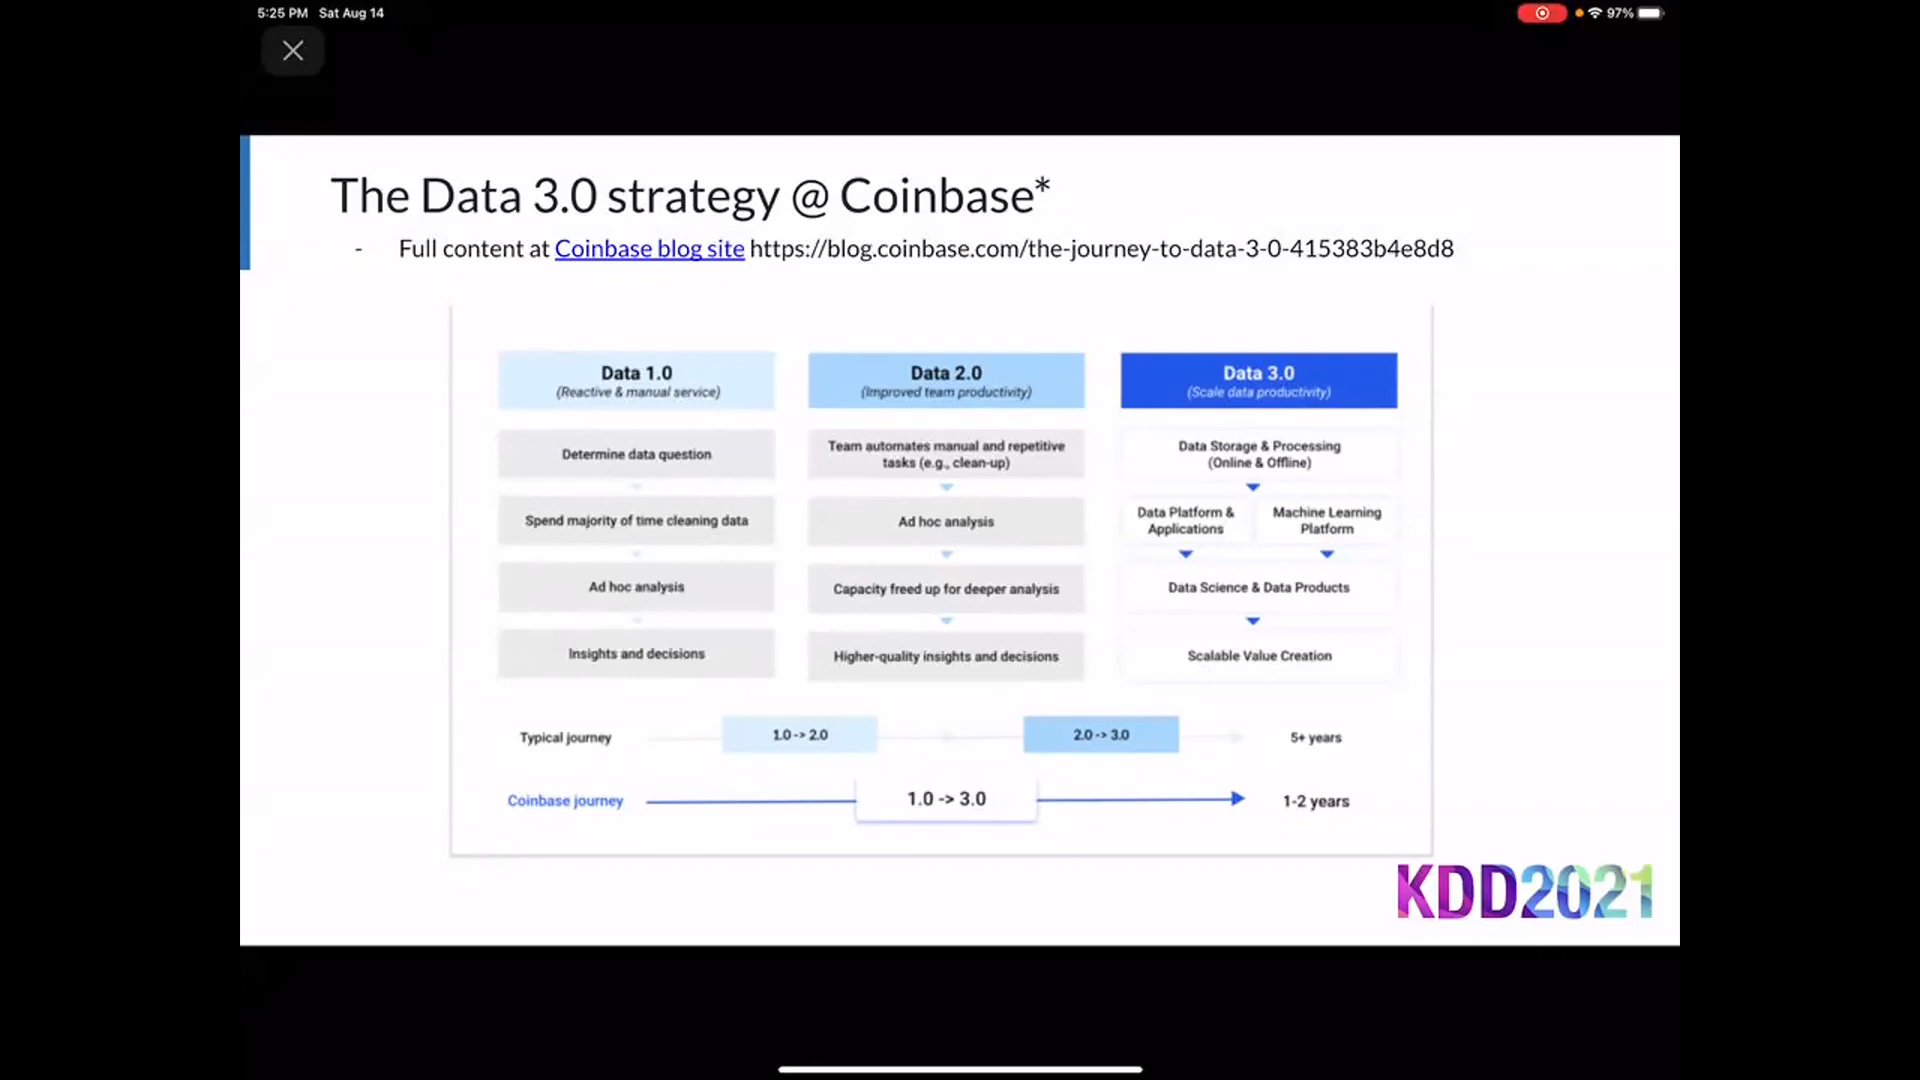 5:25 PM Sat Aug 14
97%
The Data 3.0 strategy @ Coinbase*
- Full content at Coinbase blog site https://blog.coinbase.com/the-journey-to-data-3-0-415383b4e8d8
Data 1.0
(Reactive & manual service)
Determine data question
Spend majority of time cleaning data
Ad hoc analysis
Insights and decisions
Data 2.0
(Improved team productivity)
Team automates manual and repetitive
tasks (e.g., clean-up)
Ad hoc analysis
Capacity freed up for deeper analysis
Higher-quality insights and decisions
Data 3.0
(Scale data productivity)
Data Storage & Processing
(Online & Offline)
Data Platform &
Applications
Machine Learning
Platform
Data Science & Data Products
Scalable Value Creation
Typical journey
1.0 -> 2.0
2.0 -> 3.0
5+ years
Coinbase journey
1.0 -> 3.0
1-2 years
KDD2021